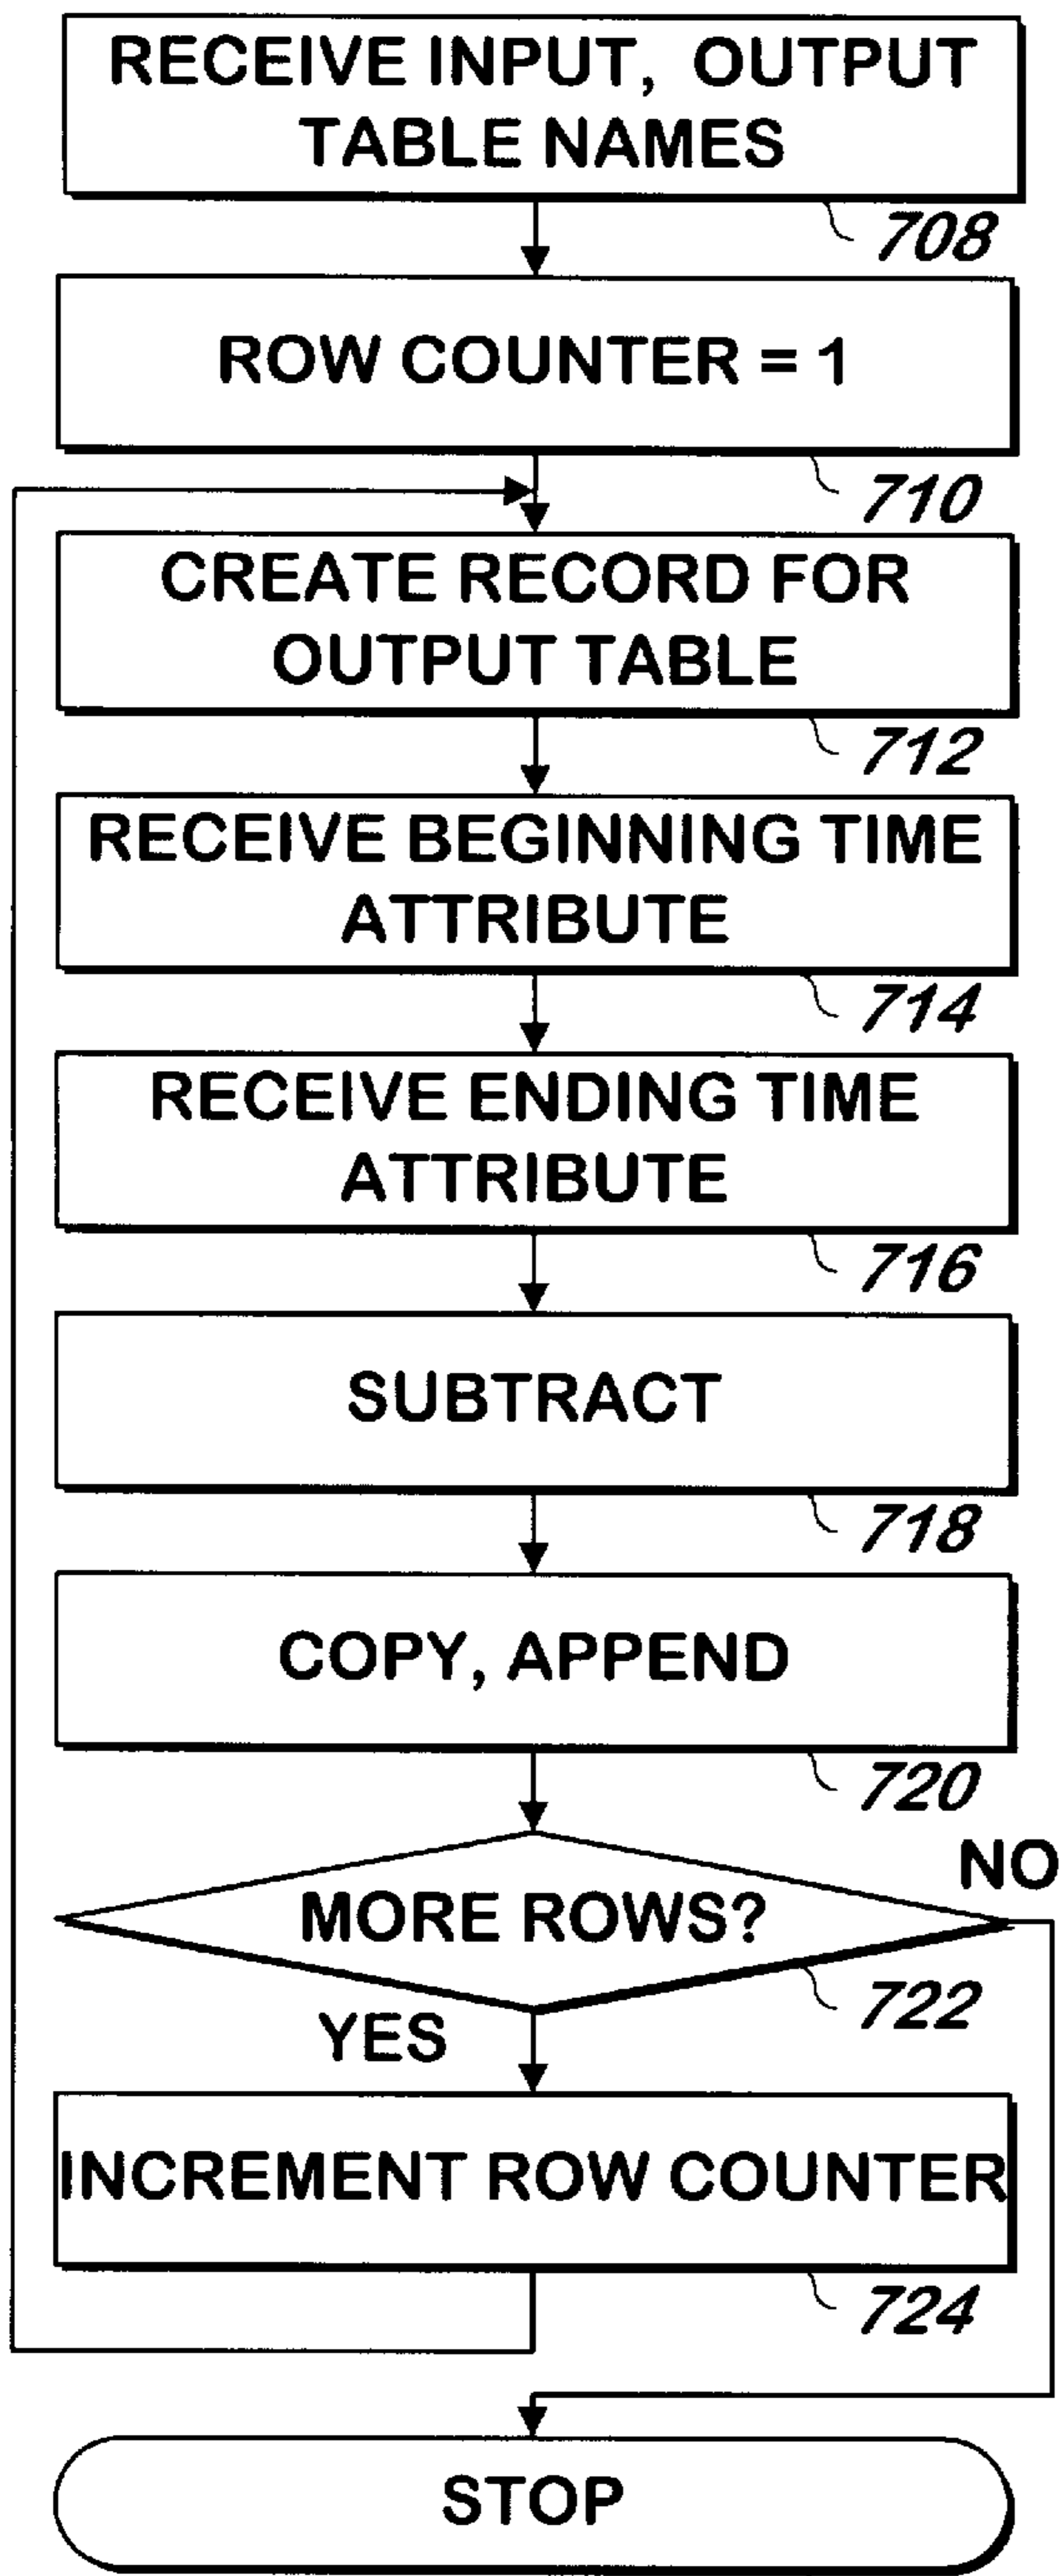 RECEIVE INPUT, OUTPUT
TABLE NAMES
708
ROW COUNTER = 1
710
CREATE RECORD FOR
OUTPUT TABLE
712
RECEIVE BEGINNING TIME
ATTRIBUTE
714
RECEIVE ENDING TIME
ATTRIBUTE
716
SUBTRACT
718
COPY, APPEND
720
NO
MORE ROWS?
722
YES
INCREMENT ROW COUNTER
724
STOP